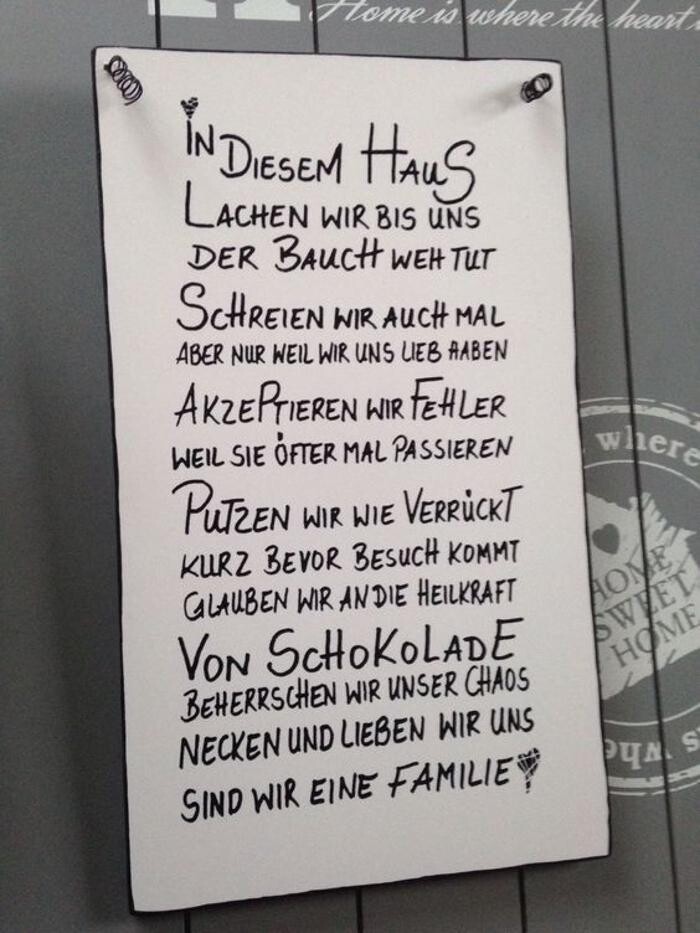 Home is where the heart
IN DIESEM HAUS
LACHEN WIR BIS UNS
DER BAUCH WEH TUT
SCHREIEN WIR AUCH MAL
ABER NUR WEIL WIR UNS LIEB HABEN
AKZEPTIEREN WIR FEHLER
WEIL SIE ÖFTER MAL PASSIEREN
PUTZEN WIR WIE VERRÜCKT
KURZ BEVOR BESUCH KOMMT
GLAUBEN WIR AN DIE HEILKRAFT
VON SCHOKOLADE
BEHERRSCHEN WIR UNSER CHAOS
NECKEN UND LIEBEN WIR UNS
SIND WIR EINE FAMILIE
where
HOME
SWEET
HOME